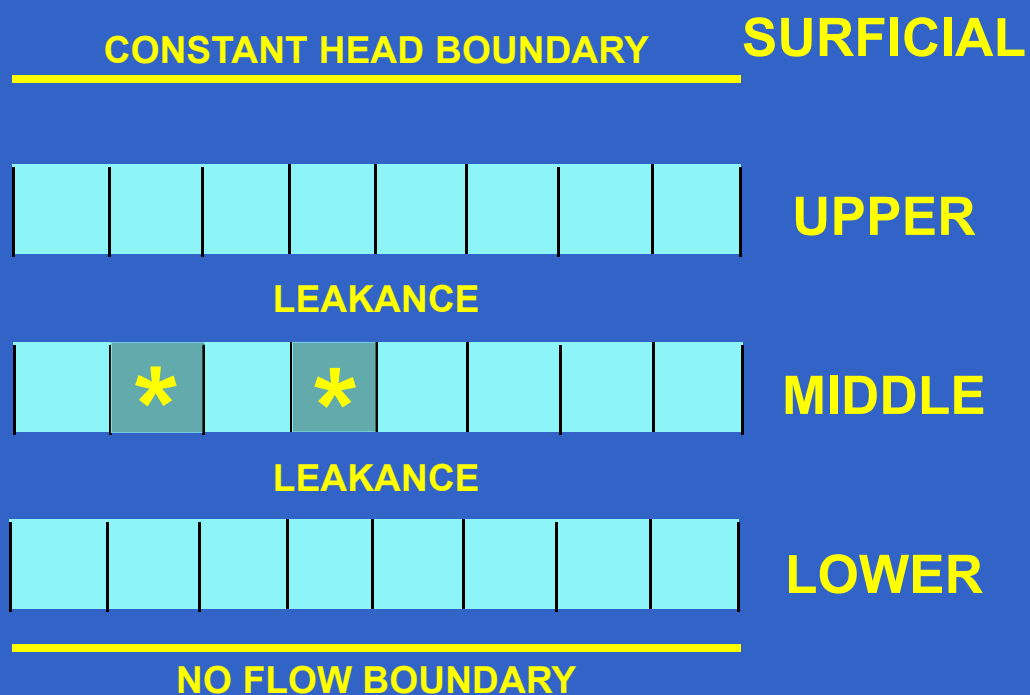 CONSTANT HEAD BOUNDARY
SURFICIAL
UPPER
LEAKANCE
* *
MIDDLE
LEAKANCE
LOWER
NO FLOW BOUNDARY